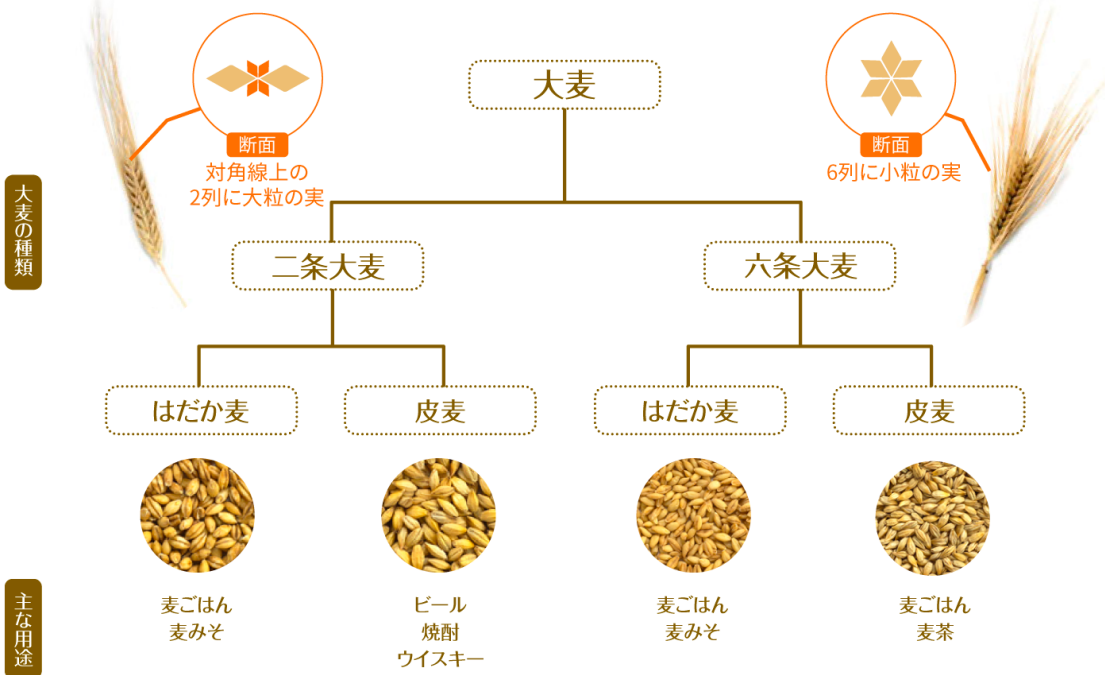 断面
対角線上の
2列に大粒の実
大麦
断面
6列に小粒の実
大麦の種類
二条大麦
六条大麦
はだか麦
皮麦
はだか麦
皮麦
主な用途
麦ごはん
麦みそ
ビール
焼酎
ウイスキー
麦ごはん
麦みそ
麦ごはん
麦茶